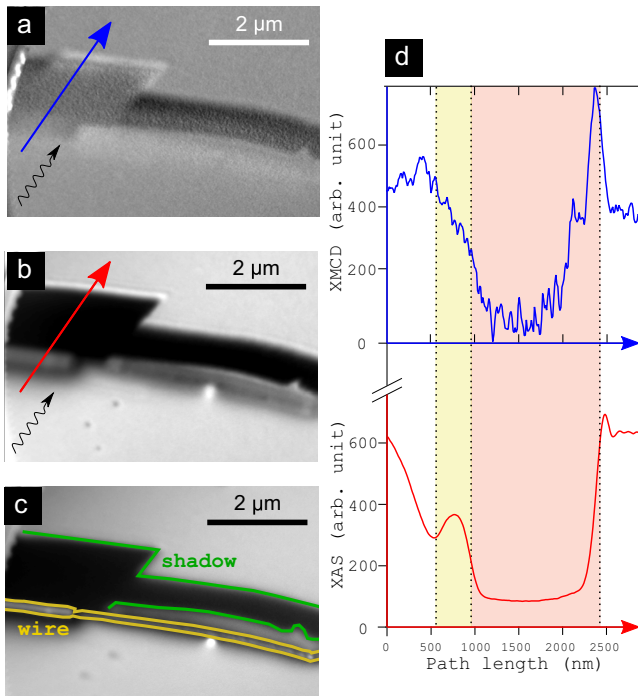 a
2 µm
b
2 µm
c
2 µm
shadow
wire
d
XMCD (arb. unit)
600
400
200
0
XAS (arb. unit)
600
400
200
0
0 500 1000 1500 2000 2500
Path length (nm)